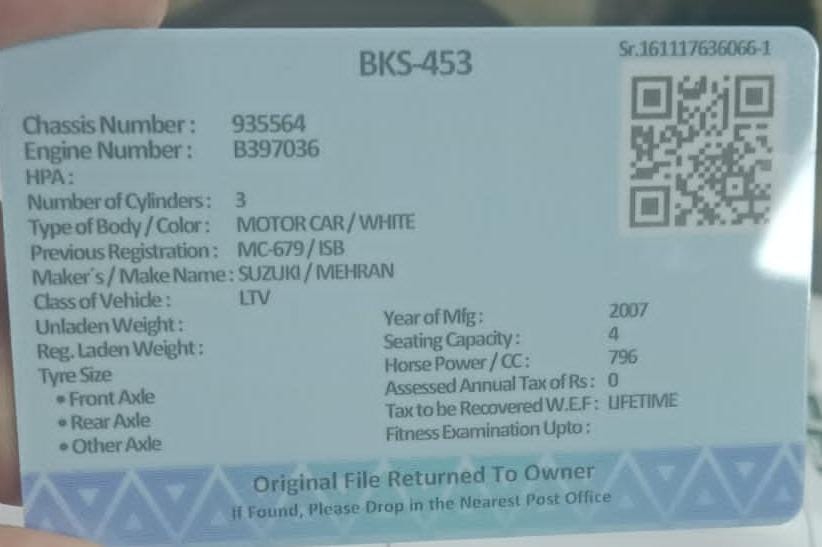 BKS-453
Sr.161117636066-1
Chassis Number : 935564
Engine Number : B397036
HPA :
Number of Cylinders : 3
Type of Body / Color : MOTOR CAR / WHITE
Previous Registration : MC-679 / ISB
Maker's / Make Name : SUZUKI / MEHRAN
Class of Vehicle : LTV
Unladen Weight :
Reg. Laden Weight :
Tyre Size
• Front Axle
• Rear Axle
• Other Axle
Year of Mfg : 2007
Seating Capacity : 4
Horse Power / CC : 796
Assessed Annual Tax of Rs : 0
Tax to be Recovered W.E.F : LIFETIME
Fitness Examination Upto :
Original File Returned To Owner
If Found, Please Drop in the Nearest Post Office